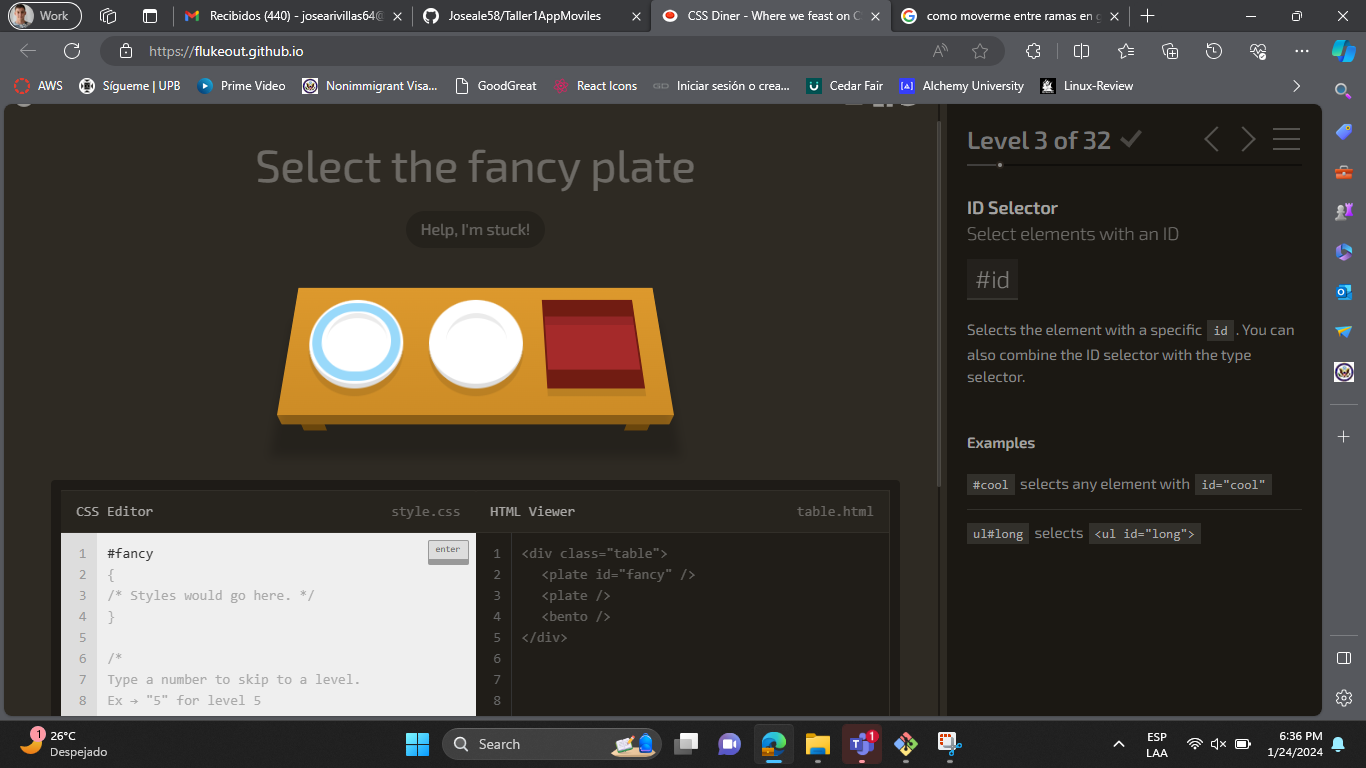 Work
Recibidos (440) - josearivillas64@
Joseale58/Taller1AppMoviles
CSS Diner - Where we feast on C
como moverme entre ramas en g
https://flukeout.github.io
AWS
Sígueme | UPB
Prime Video
Nonimmigrant Visa...
GoodGreat
React Icons
Iniciar sesión o crea...
Cedar Fair
Alchemy University
Linux-Review
Select the fancy plate
Help, I'm stuck!
CSS Editor
style.css
HTML Viewer
table.html
1 #fancy
enter
2 {
3 /* Styles would go here. */
4 }
5
6 /*
7 Type a number to skip to a level.
8 Ex → "5" for level 5
1 <div class="table">
2 <plate id="fancy" />
3 <plate />
4 <bento />
5 </div>
6
7
8
Level 3 of 32
ID Selector
Select elements with an ID
#id
Selects the element with a specific id . You can
also combine the ID selector with the type
selector.
Examples
#cool selects any element with id="cool"
ul#long selects <ul id="long">
1
26°C
Despejado
Search
1
ESP
LAA
6:36 PM
1/24/2024